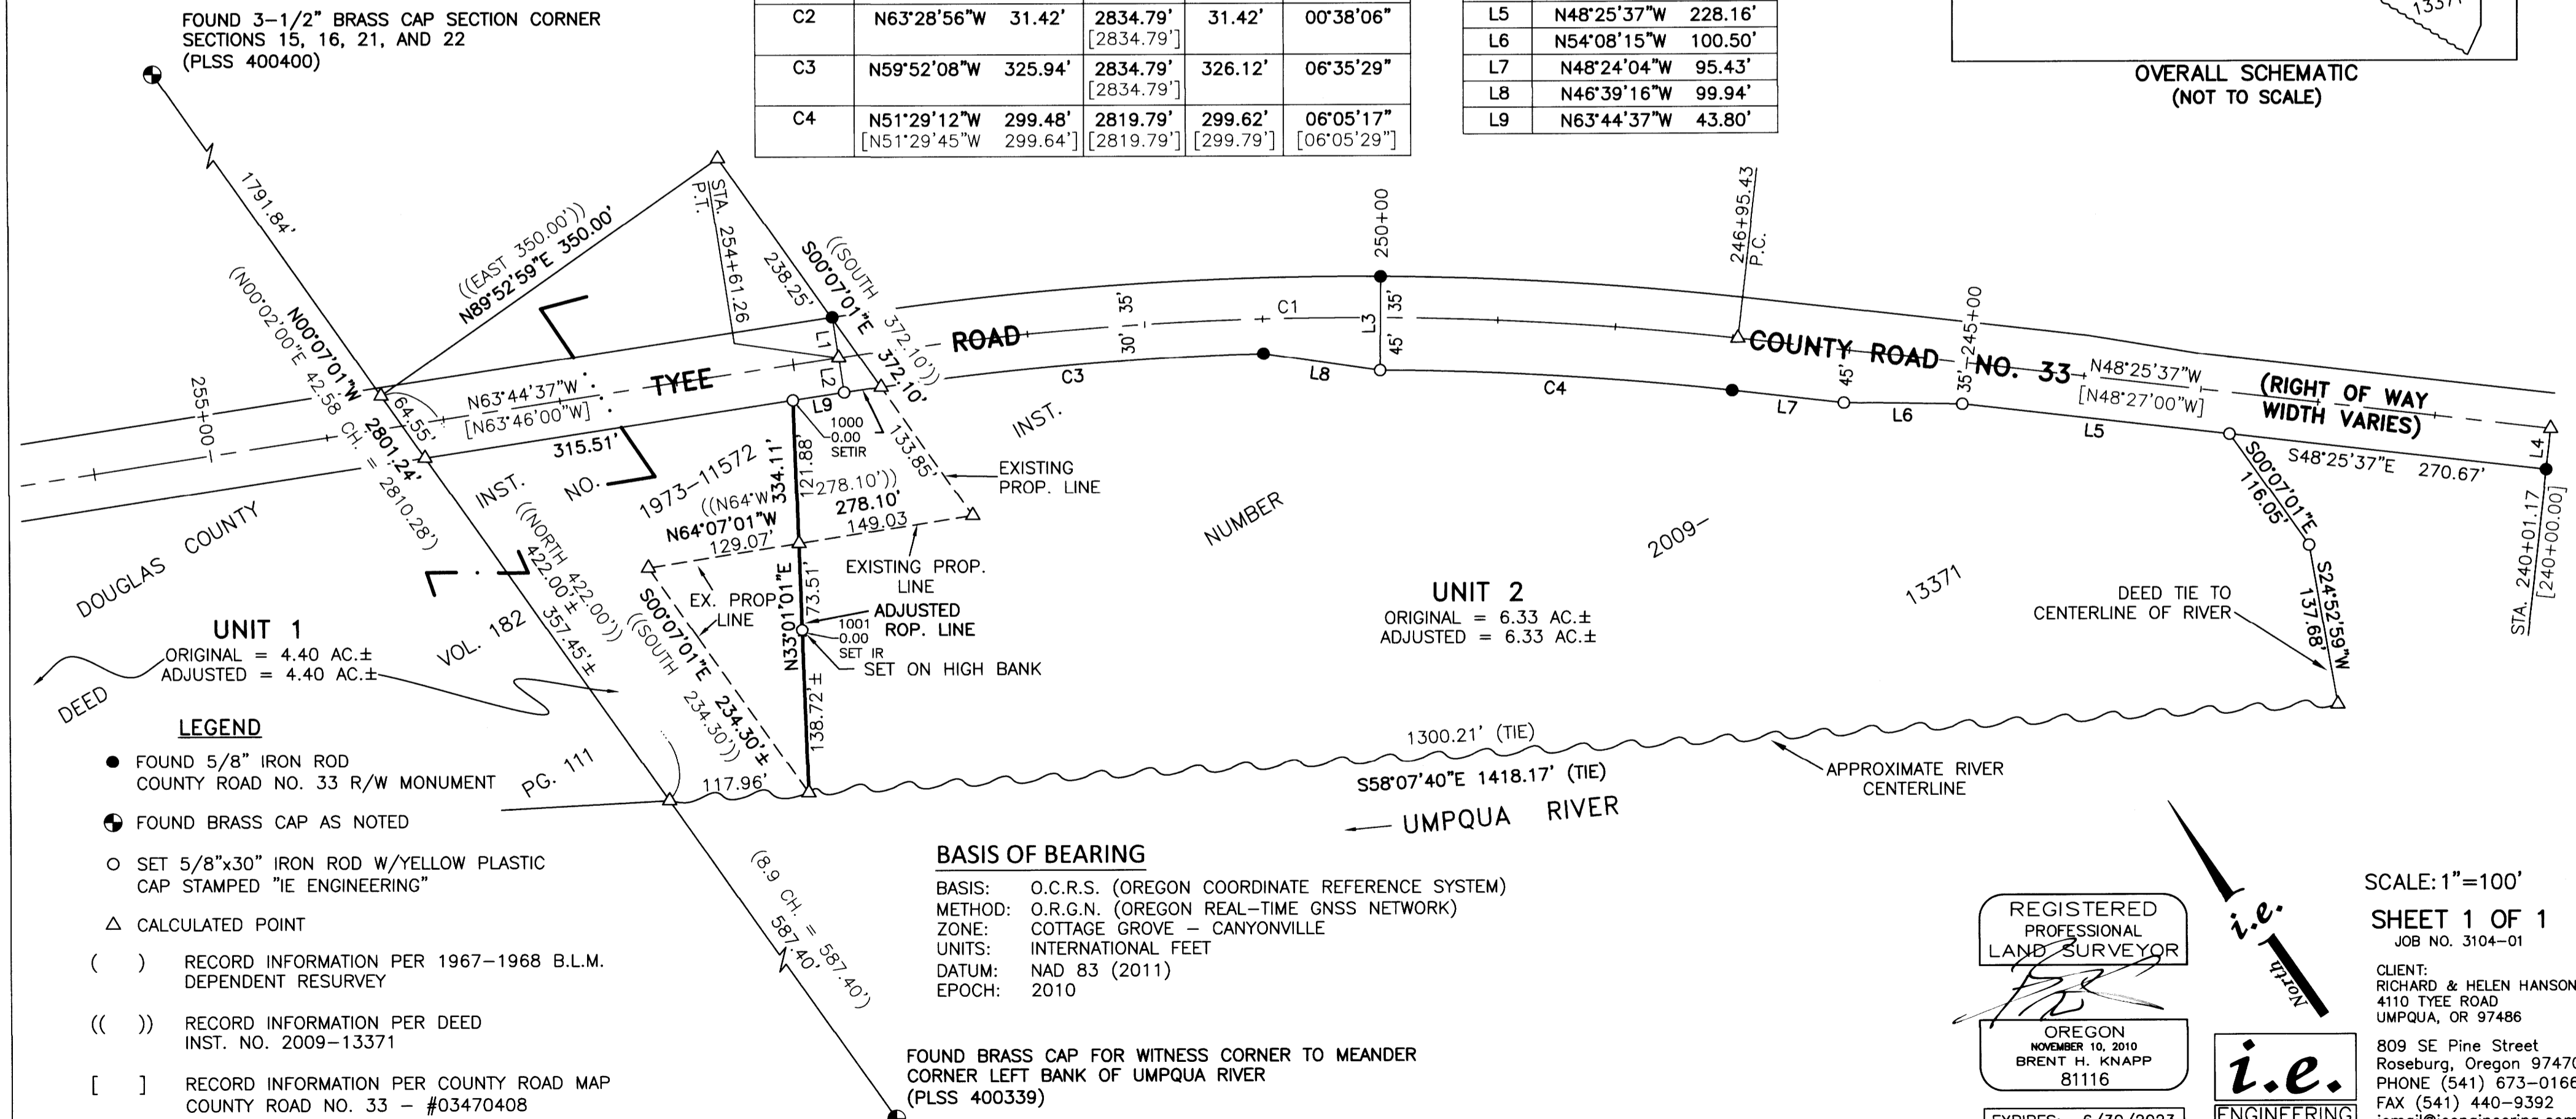 FOUND 3-1/2" BRASS CAP SECTION CORNER
SECTIONS 15, 16, 21, AND 22
(PLSS 400400)
C2 N63°28'56"W 31.42' 2834.79' 31.42' 00°38'06"
[2834.79']
C3 N59°52'08"W 325.94' 2834.79' 326.12' 06°35'29"
[2834.79']
C4 N51°29'12"W 299.48' 2819.79' 299.62' 06°05'17"
[N51°29'45"W 299.64'] [2819.79'] [299.79'] [06°05'29"]
L5 N48°25'37"W 228.16'
L6 N54°08'15"W 100.50'
L7 N48°24'04"W 95.43'
L8 N46°39'16"W 99.94'
L9 N63°44'37"W 43.80'
OVERALL SCHEMATIC
(NOT TO SCALE)
1791.84'
((EAST 350.00'))
N89°52'59"E 350.00'
STA. 254+61.26
P.T.
238.25'
((SOUTH 372.10'))
S00°07'01"E 372.10'
250+00
246+95.43
P.C.
N00°07'01"W 2801.24'
(N00°02'00"E 42.58 CH. = 2810.28')
64.55'
255+00
N63°44'37"W
[N63°46'00"W]
315.51'
TYEE
ROAD
L1
L2
L9
30' 35'
C1
C3
L3
35'
45'
L8
C4
COUNTY ROAD NO. 33
245+00
45'
35'
L7
L6
L5
N48°25'37"W
[N48°27'00"W]
(RIGHT OF WAY
WIDTH VARIES)
L4
S48°25'37"E 270.67'
STA. 240+01.17
[240+00.00]
1000
0.00
SETIR
133.85'
EXISTING
PROP. LINE
INST.
NUMBER
2009-
13371
INST. NO. 1973-11572
((N64°W 278.10'))
N64°07'01"W 278.10'
129.07'
149.03
334.11'
121.88'
N33°01'01"E
73.51'
138.72'±
EXISTING PROP.
LINE
EX. PROP
LINE
ADJUSTED
ROP. LINE
1001
0.00
SET IR
SET ON HIGH BANK
S00°07'01"E 234.30'±
((SOUTH 234.30'))
((NORTH 422.00'))
422.00'±
357.45'±
117.96'
DOUGLAS COUNTY
DEED
VOL. 182
PG. 111
UNIT 1
ORIGINAL = 4.40 AC.±
ADJUSTED = 4.40 AC.±
UNIT 2
ORIGINAL = 6.33 AC.±
ADJUSTED = 6.33 AC.±
S00°07'01"E
116.05'
S24°52'59"W
137.68'
DEED TIE TO
CENTERLINE OF RIVER
1300.21' (TIE)
S58°07'40"E 1418.17' (TIE)
APPROXIMATE RIVER
CENTERLINE
UMPQUA RIVER
(8.9 CH. = 587.40')
587.40'
LEGEND
FOUND 5/8" IRON ROD
COUNTY ROAD NO. 33 R/W MONUMENT
FOUND BRASS CAP AS NOTED
SET 5/8"x30" IRON ROD W/YELLOW PLASTIC
CAP STAMPED "IE ENGINEERING"
CALCULATED POINT
( ) RECORD INFORMATION PER 1967-1968 B.L.M.
DEPENDENT RESURVEY
(( )) RECORD INFORMATION PER DEED
INST. NO. 2009-13371
[ ] RECORD INFORMATION PER COUNTY ROAD MAP
COUNTY ROAD NO. 33 - #03470408
BASIS OF BEARING
BASIS: O.C.R.S. (OREGON COORDINATE REFERENCE SYSTEM)
METHOD: O.R.G.N. (OREGON REAL-TIME GNSS NETWORK)
ZONE: COTTAGE GROVE - CANYONVILLE
UNITS: INTERNATIONAL FEET
DATUM: NAD 83 (2011)
EPOCH: 2010
FOUND BRASS CAP FOR WITNESS CORNER TO MEANDER
CORNER LEFT BANK OF UMPQUA RIVER
(PLSS 400339)
REGISTERED
PROFESSIONAL
LAND SURVEYOR
OREGON
NOVEMBER 10, 2010
BRENT H. KNAPP
81116
i.e.
North
SCALE: 1"=100'
SHEET 1 OF 1
JOB NO. 3104-01
CLIENT:
RICHARD & HELEN HANSON
4110 TYEE ROAD
UMPQUA, OR 97486
i.e.
ENGINEERING
809 SE Pine Street
Roseburg, Oregon 97470
PHONE (541) 673-0166
FAX (541) 440-9392